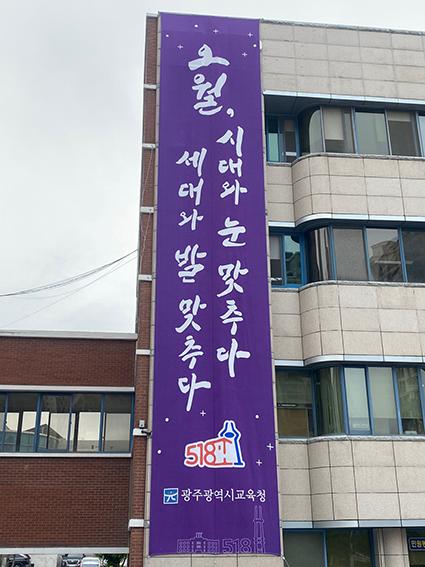 오월,
시대와 눈 맞추다
세대와 발 맞추다
518
광주광역시교육청
518